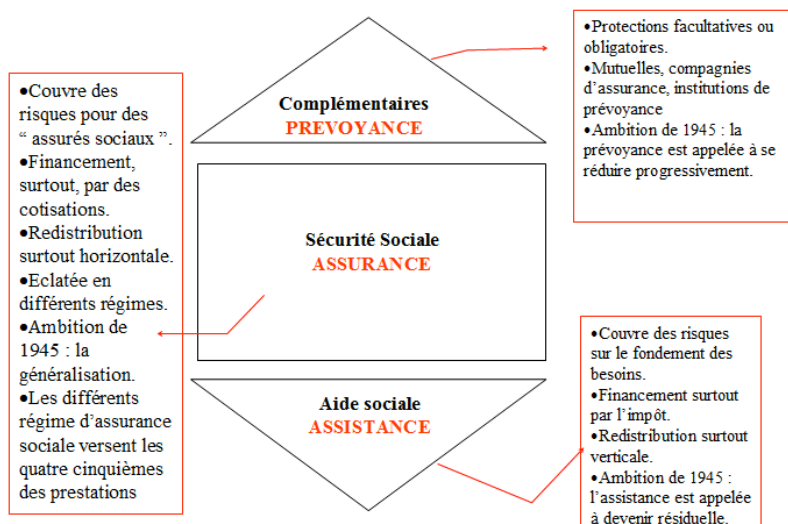 •Protections facultatives ou
obligatoires.
•Mutuelles, compagnies
d’assurance, institutions de
prévoyance
•Ambition de 1945 : la
prévoyance est appelée à se
réduire progressivement.
Complémentaires
PREVOYANCE
•Couvre des
risques pour des
“ assurés sociaux ”.
•Financement,
surtout, par des
cotisations.
•Redistribution
surtout horizontale.
•Eclatée en
différents régimes.
•Ambition de
1945 : la
généralisation.
•Les différents
régime d’assurance
sociale versent les
quatre cinquièmes
des prestations
Sécurité Sociale
ASSURANCE
Aide sociale
ASSISTANCE
•Couvre des risques
sur le fondement des
besoins.
•Financement surtout
par l’impôt.
•Redistribution surtout
verticale.
•Ambition de 1945 :
l’assistance est appelée
à devenir résiduelle.